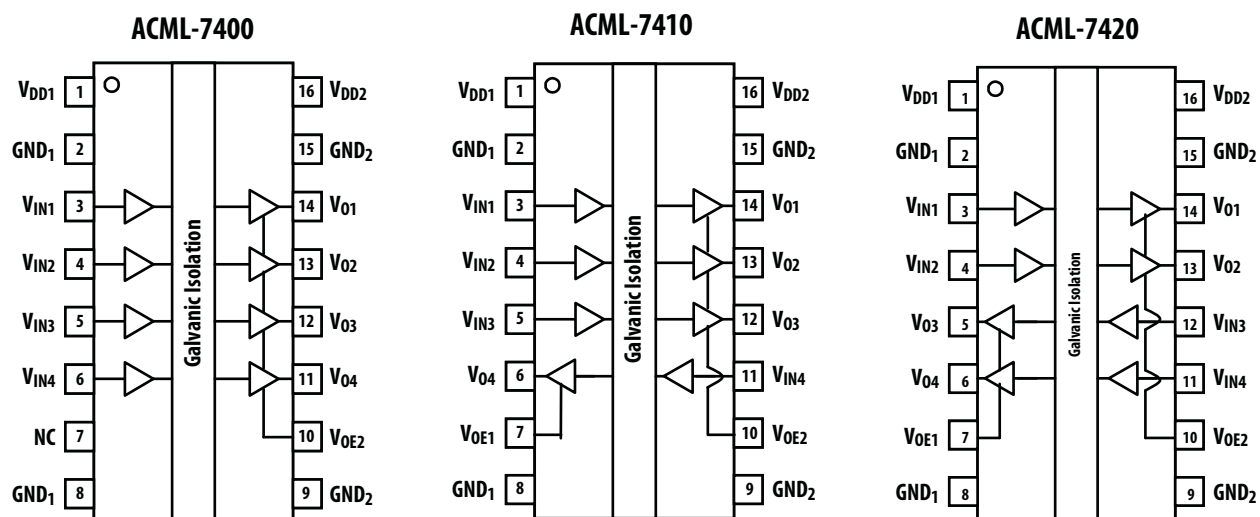 ACML-7400
VDD1 1 16 VDD2
GND1 2 15 GND2
VIN1 3 14 VO1
VIN2 4 13 VO2
VIN3 5 12 VO3
VIN4 6 11 VO4
NC 7 10 VOE2
GND1 8 9 GND2
Galvanic Isolation
ACML-7410
VDD1 1 16 VDD2
GND1 2 15 GND2
VIN1 3 14 VO1
VIN2 4 13 VO2
VIN3 5 12 VO3
VO4 6 11 VIN4
VOE1 7 10 VOE2
GND1 8 9 GND2
Galvanic Isolation
ACML-7420
VDD1 1 16 VDD2
GND1 2 15 GND2
VIN1 3 14 VO1
VIN2 4 13 VO2
VO3 5 12 VIN3
VO4 6 11 VIN4
VOE1 7 10 VOE2
GND1 8 9 GND2
Galvanic Isolation